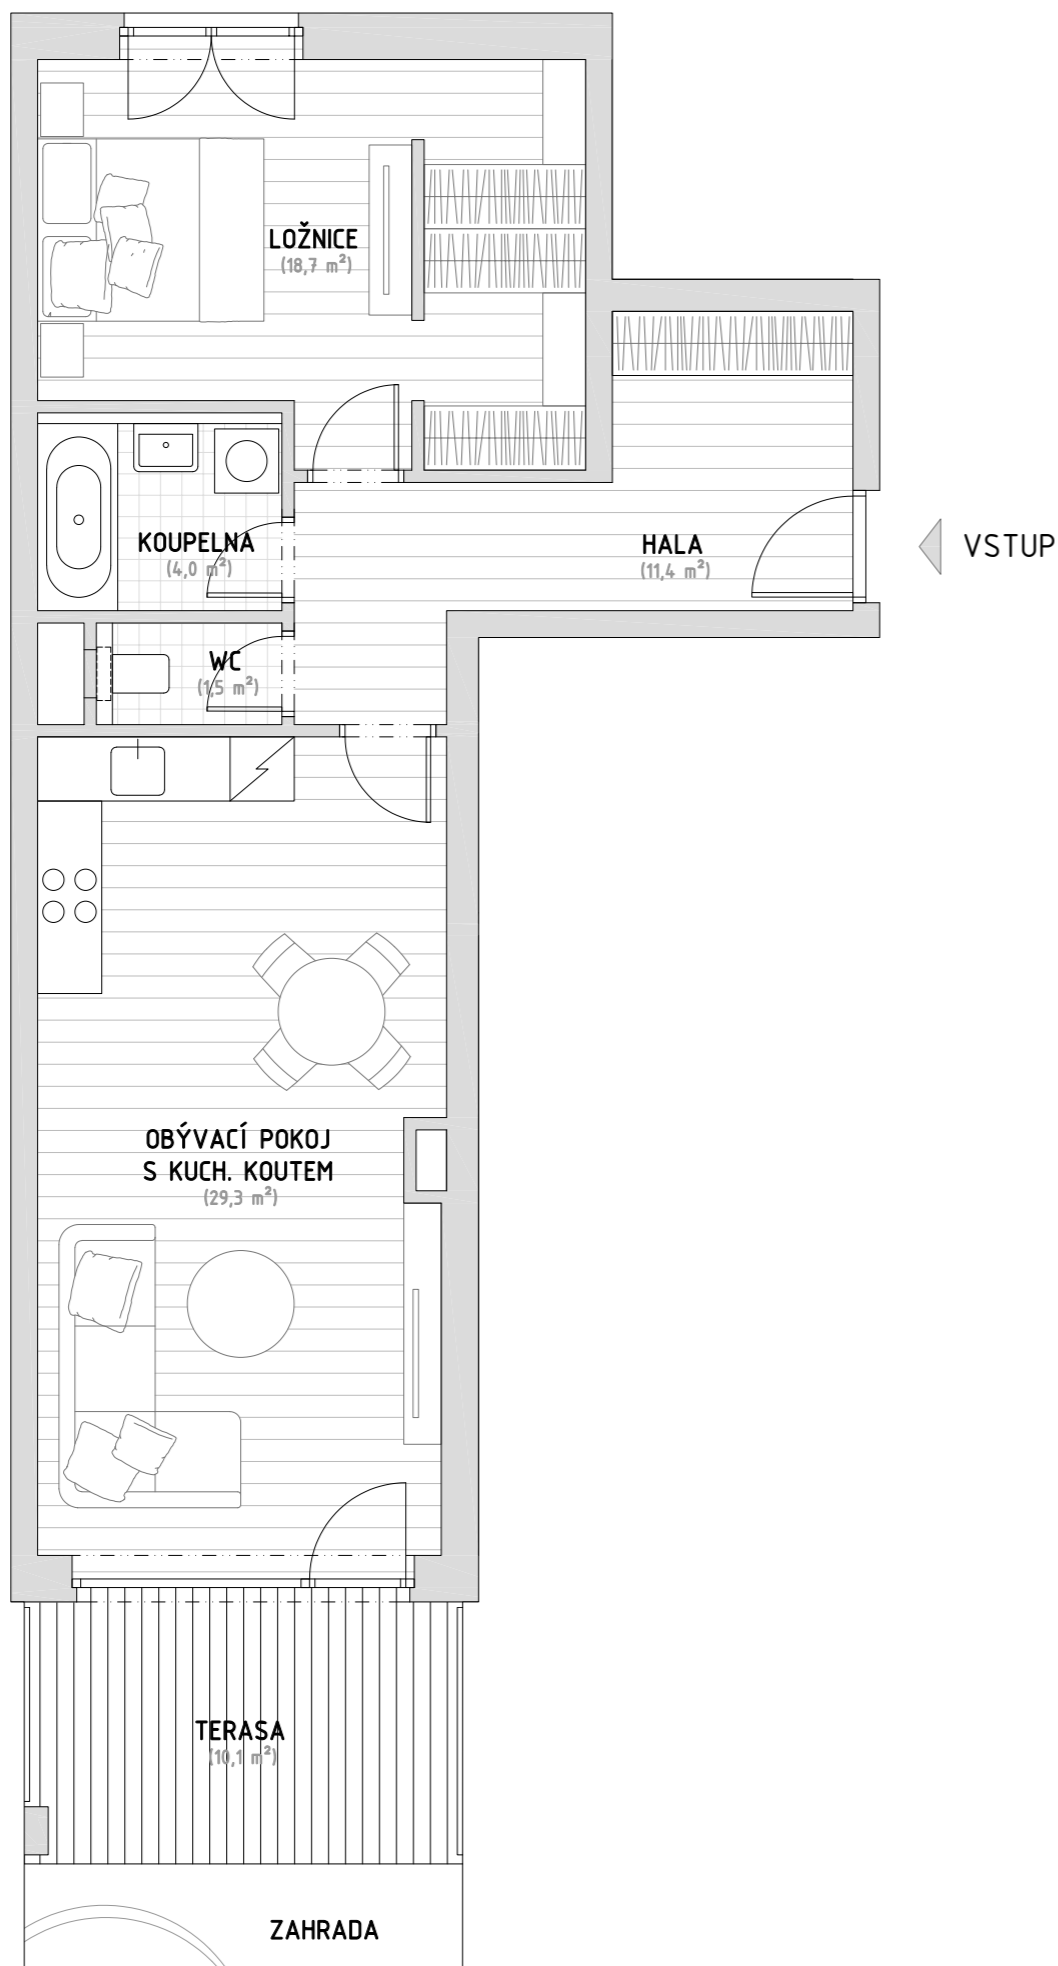 LOŽNICE
(18,7 m²)
KOUPELNA
(4,0 m²)
HALA
(11,4 m²)
VSTUP
WC
(1,5 m²)
OBÝVACÍ POKOJ
S KUCH. KOUTEM
(29,3 m²)
TERASA
(10,1 m²)
ZAHRADA